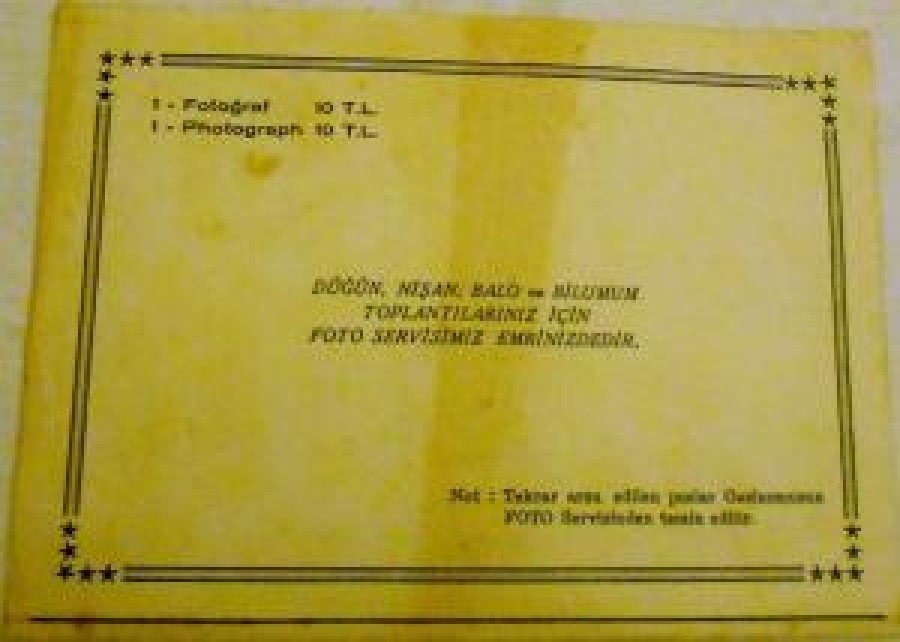 1 - Fotoğraf 10 T.L.
1 - Photograph 10 T.L.
DÜĞÜN, NİŞAN, BALO ve BİLUMUM
TOPLANTILARINIZ İÇİN
FOTO SERVİSİMİZ EMRİNİZDEDİR.
Not : Tekrar arzu edilen pozlar Gazinomuzun
FOTO Servisinden temin edilir.